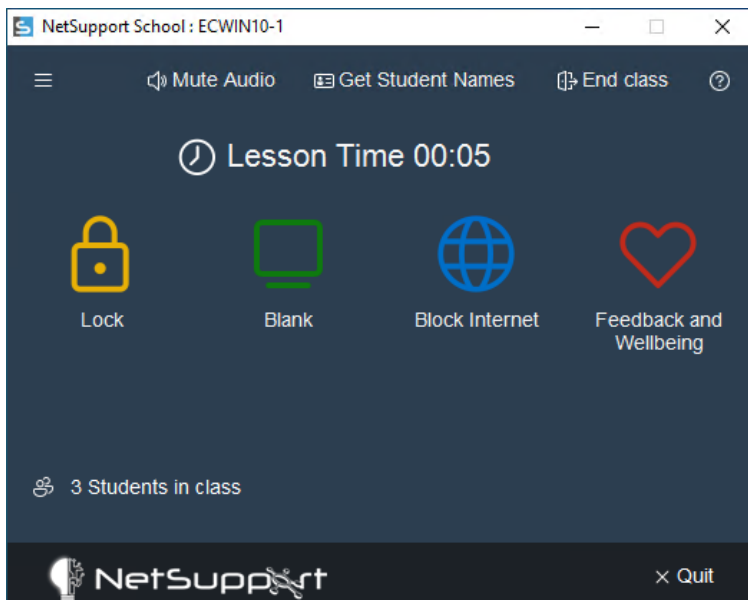 NetSupport School : ECWIN10-1
Mute Audio Get Student Names End class
Lesson Time 00:05
Lock Blank Block Internet Feedback and
Wellbeing
3 Students in class
NetSupport Quit